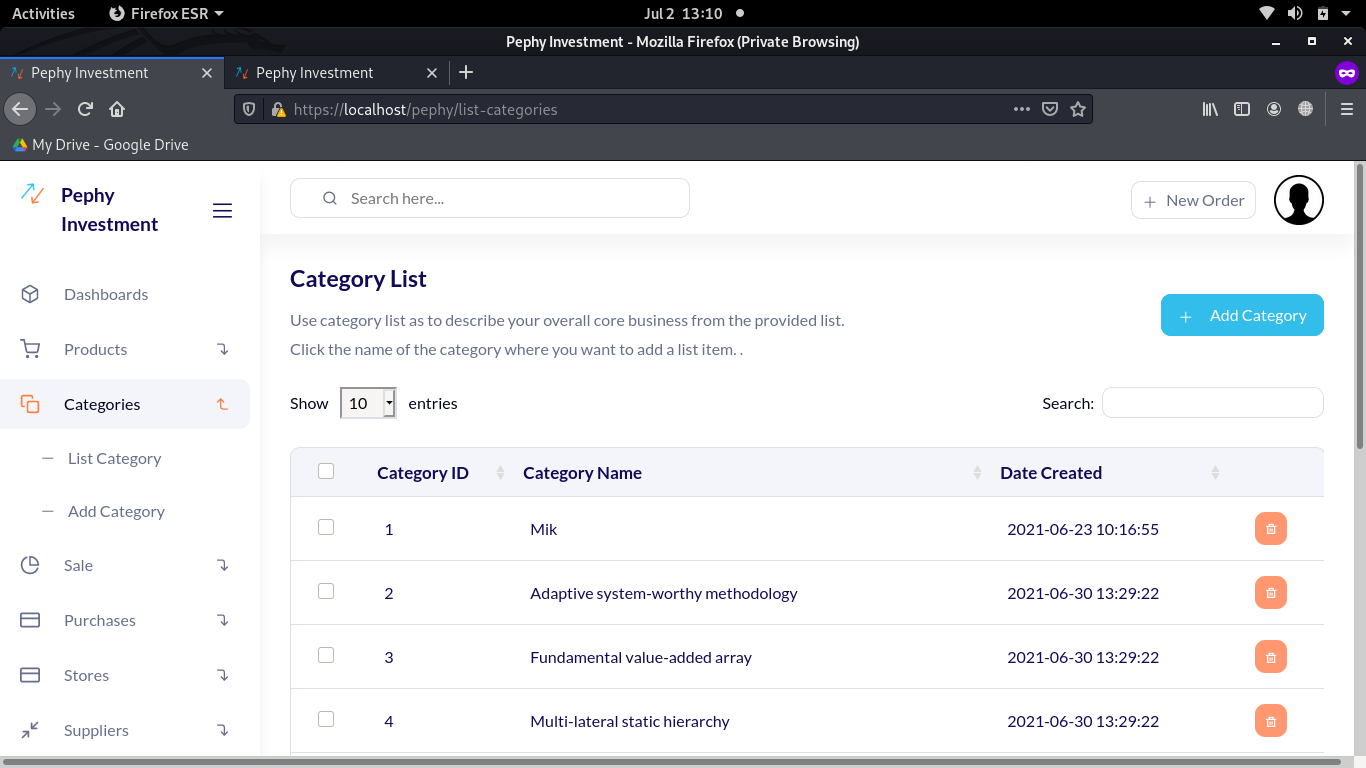 Activities
Firefox ESR
Jul 2 13:10
Pephy Investment - Mozilla Firefox (Private Browsing)
Pephy Investment
Pephy Investment
https://localhost/pephy/list-categories
My Drive - Google Drive
Pephy
Investment
Search here...
New Order
Dashboards
Products
Categories
List Category
Add Category
Sale
Purchases
Stores
Suppliers
Category List
Use category list as to describe your overall core business from the provided list.
Click the name of the category where you want to add a list item. .
Add Category
Show 10 entries
Search:
Category ID Category Name Date Created
1 Mik 2021-06-23 10:16:55
2 Adaptive system-worthy methodology 2021-06-30 13:29:22
3 Fundamental value-added array 2021-06-30 13:29:22
4 Multi-lateral static hierarchy 2021-06-30 13:29:22